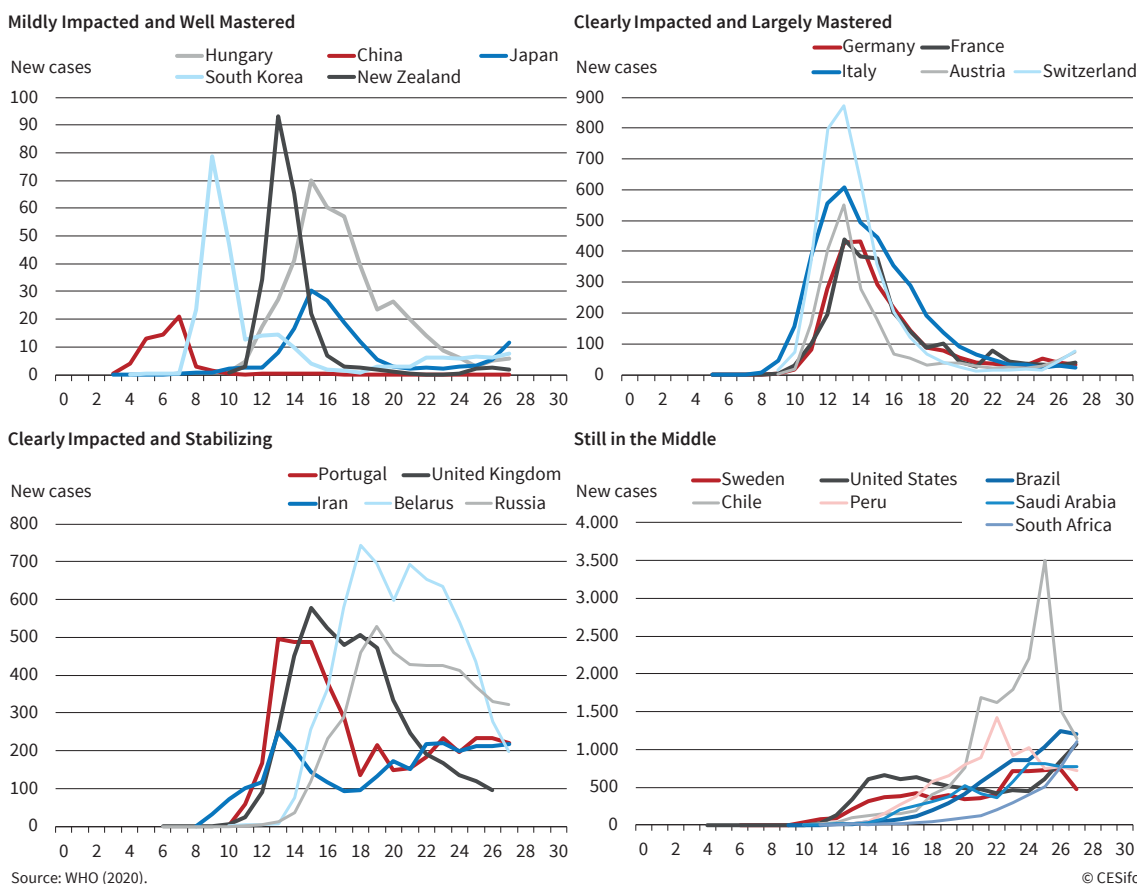 Mildly Impacted and Well Mastered
New cases
Hungary China Japan
South Korea New Zealand
100
90
80
70
60
50
40
30
20
10
0
0 2 4 6 8 10 12 14 16 18 20 22 24 26 28 30
Clearly Impacted and Largely Mastered
New cases
Germany France
Italy Austria Switzerland
900
800
700
600
500
400
300
200
100
0
0 2 4 6 8 10 12 14 16 18 20 22 24 26 28 30
Clearly Impacted and Stabilizing
New cases
Portugal United Kingdom
Iran Belarus Russia
800
700
600
500
400
300
200
100
0
0 2 4 6 8 10 12 14 16 18 20 22 24 26 28 30
Still in the Middle
New cases
Sweden United States Brazil
Chile Peru Saudi Arabia
South Africa
4.000
3.500
3.000
2.500
2.000
1.500
1.000
500
0
0 2 4 6 8 10 12 14 16 18 20 22 24 26 28 30
Source: WHO (2020).
© CESifo